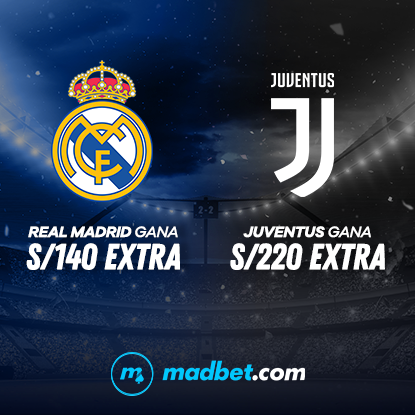 JUVENTUS
REAL MADRID GANA
S/140 EXTRA
JUVENTUS GANA
S/220 EXTRA
m madbet.com